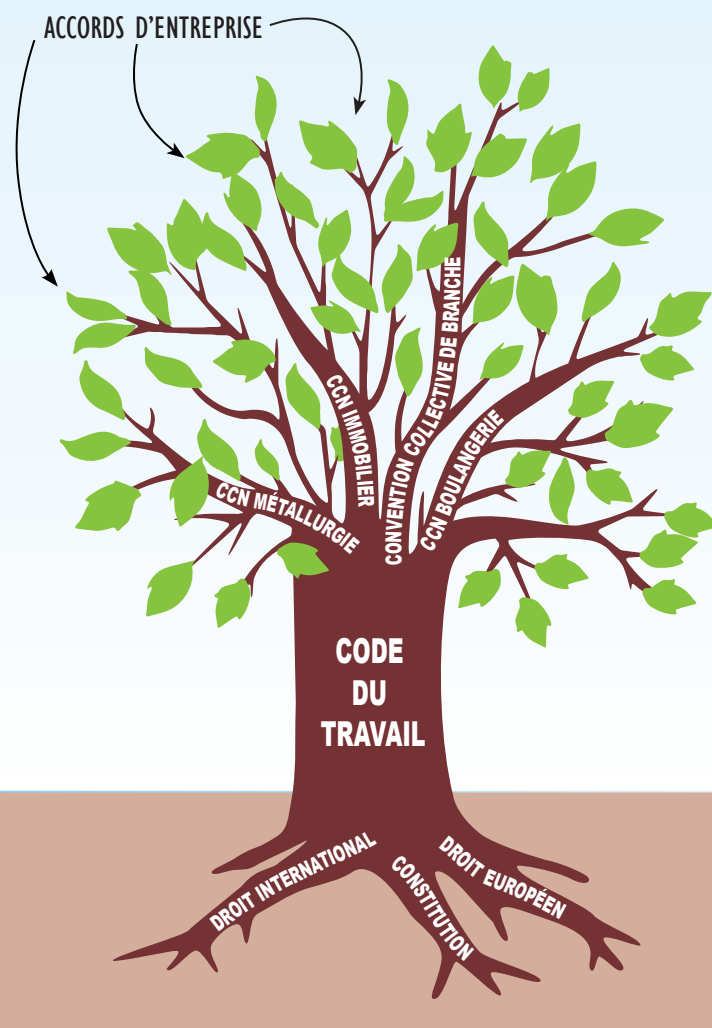 ACCORDS D'ENTREPRISE
CCN IMMOBILIER
CONVENTION COLLECTIVE DE BRANCHE
CCN BOULANGERIE
CCN MÉTALLURGIE
CODE
DU
TRAVAIL
DROIT INTERNATIONAL
CONSTITUTION
DROIT EUROPÉEN